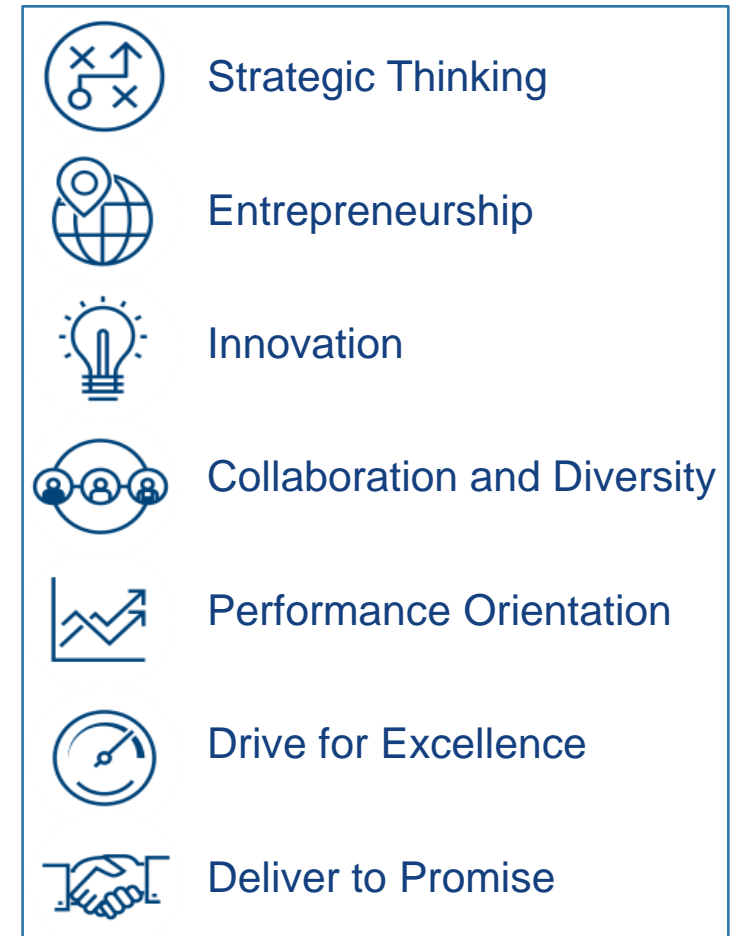 Strategic Thinking
Entrepreneurship
Innovation
Collaboration and Diversity
Performance Orientation
Drive for Excellence
Deliver to Promise